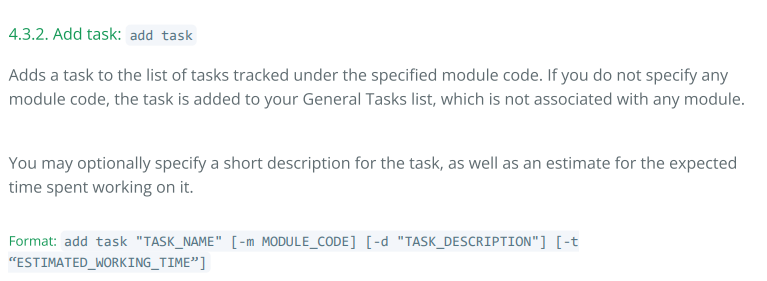 4.3.2. Add task: add task
Adds a task to the list of tasks tracked under the specified module code. If you do not specify any
module code, the task is added to your General Tasks list, which is not associated with any module.
You may optionally specify a short description for the task, as well as an estimate for the expected
time spent working on it.
Format: add task "TASK_NAME" [-m MODULE_CODE] [-d "TASK_DESCRIPTION"] [-t
“ESTIMATED_WORKING_TIME”]